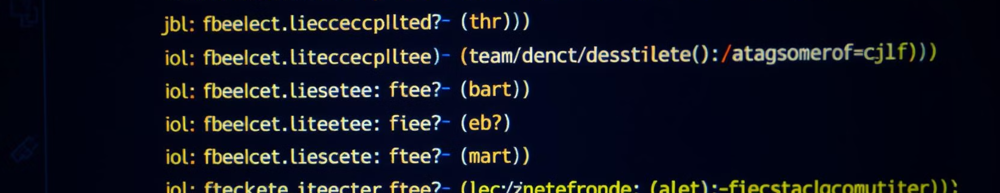 jbl: fbeelect.liecceccpllted?- (thr)))
iol: fbeelcet.liteccecplltee)- (team/denct/desstilete():/atagsomerof=cjlf)))
iol: fbeelcet.liesetee: ftee?- (bart))
iol: fbeelcet.liteetee: fiee?- (eb?)
iol: fbeelcet.liescete: ftee?- (mart))
iol: fteckete iteecter ftee?- (lec:/znetefronde: (alet):-fiecstaclgcomutiter)))